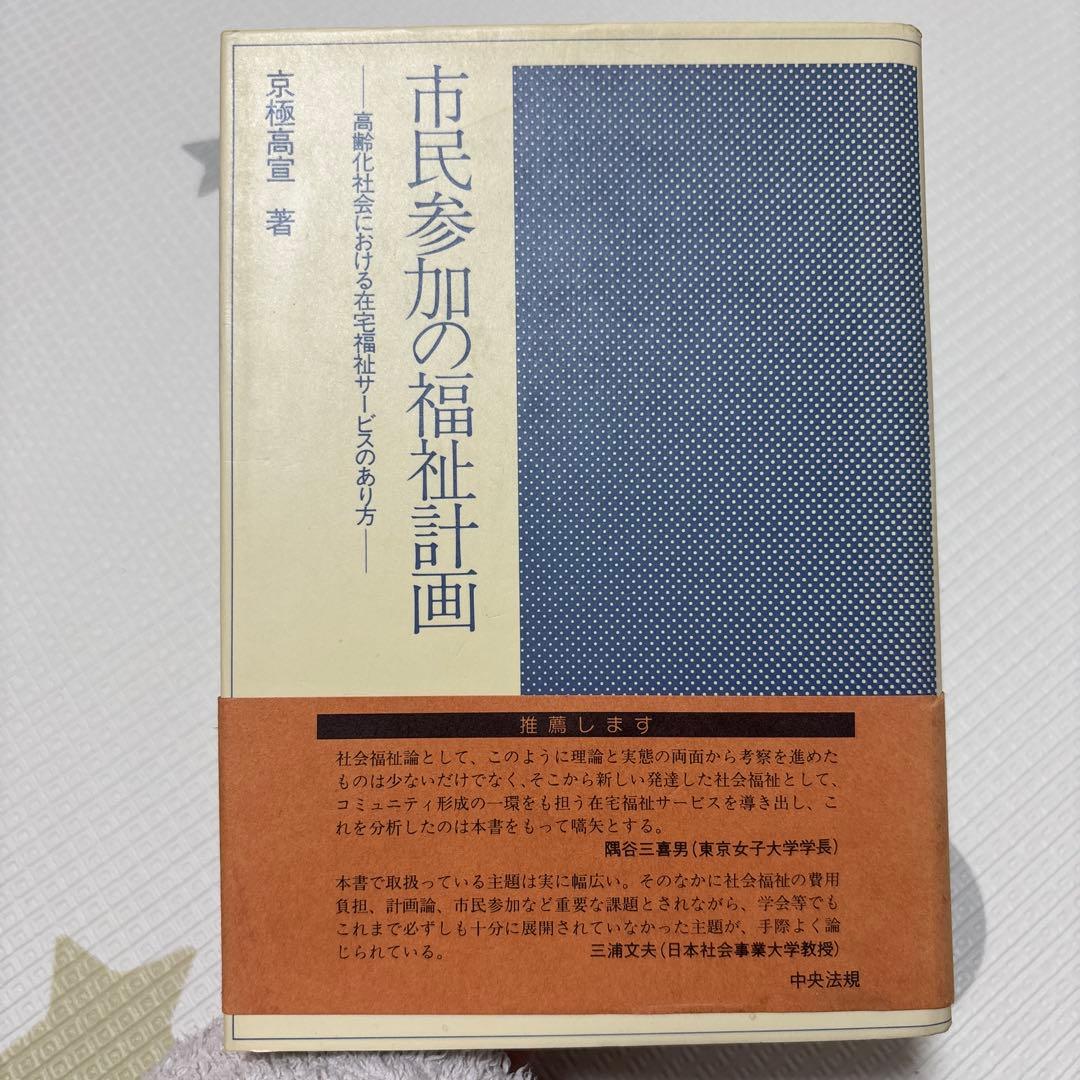 市民参加の福祉計画
―高齢化社会における在宅福祉サービスのあり方―
京極高宣 著
推薦します
社会福祉論として、このように理論と実態の両面から考察を進めた
ものは少ないだけでなく、そこから新しい発達した社会福祉として、
コミュニティ形成の一環をも担う在宅福祉サービスを導き出し、こ
れを分析したのは本書をもって嚆矢とする。
隅谷三喜男(東京女子大学学長)
本書で取扱っている主題は実に幅広い。そのなかに社会福祉の費用
負担、計画論、市民参加など重要な課題とされながら、学会等でも
これまで必ずしも十分に展開されていなかった主題が、手際よく論
じられている。
三浦文夫(日本社会事業大学教授)
中央法規